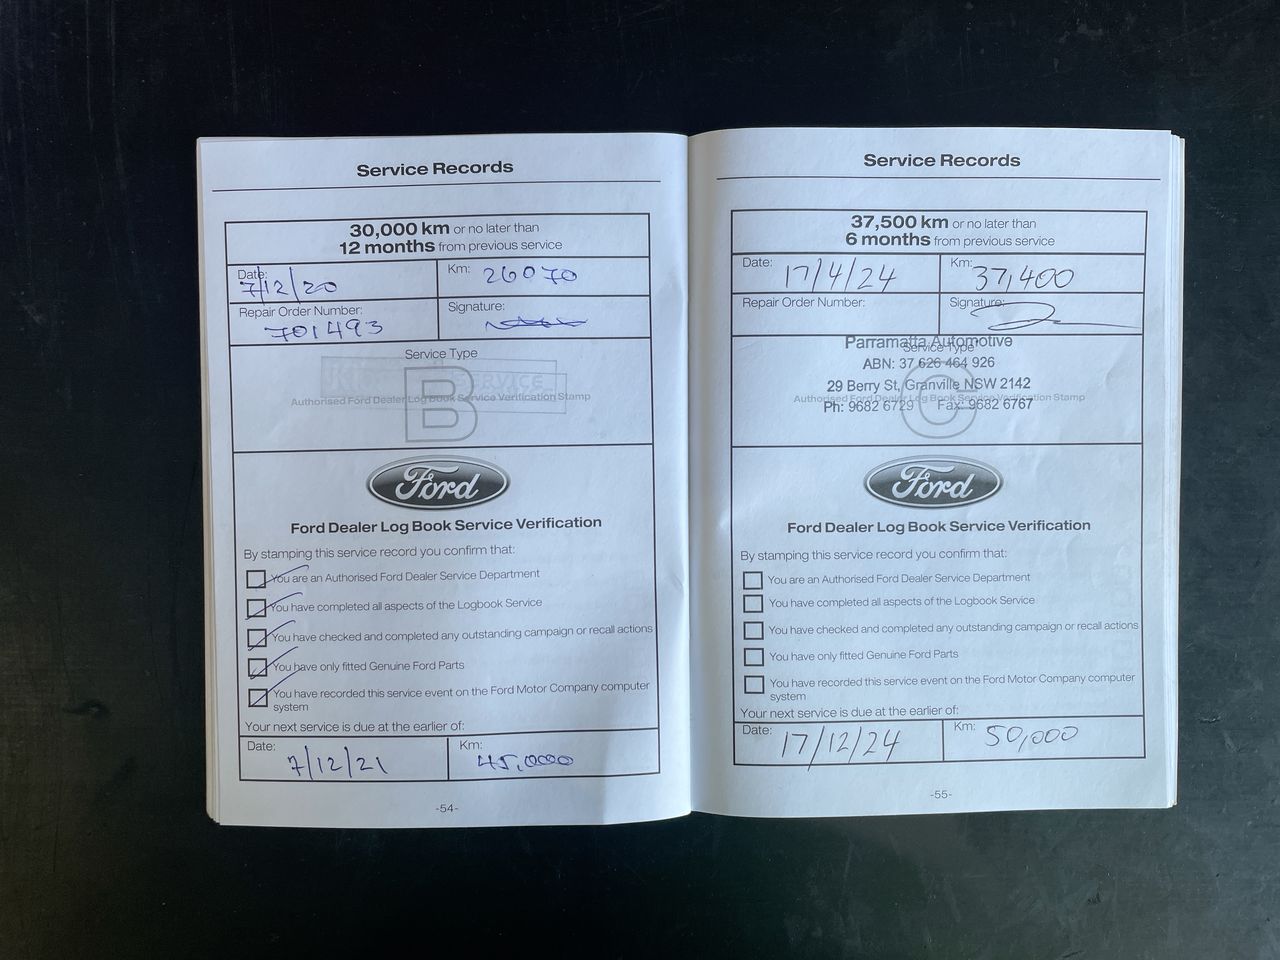 Service Records
30,000 km or no later than
12 months from previous service
Date: 7/12/20
Km: 26070
Repair Order Number: 701493
Signature:
Service Type
B
SERVICE
Authorised Ford Dealer Log Book Service Verification Stamp
Ford
Ford Dealer Log Book Service Verification
By stamping this service record you confirm that:
You are an Authorised Ford Dealer Service Department
You have completed all aspects of the Logbook Service
You have checked and completed any outstanding campaign or recall actions
You have only fitted Genuine Ford Parts
You have recorded this service event on the Ford Motor Company computer
system
Your next service is due at the earlier of:
Date: 7/12/21
Km: 45,000
-54-
Service Records
37,500 km or no later than
6 months from previous service
Date: 17/4/24
Km: 37,400
Repair Order Number:
Signature:
Parramatta Automotive
Service Type
ABN: 37 626 464 926
C
29 Berry St, Granville NSW 2142
Authorised Ford Dealer Log Book Service Verification Stamp
Ph: 9682 6729 Fax: 9682 6767
Ford
Ford Dealer Log Book Service Verification
By stamping this service record you confirm that:
You are an Authorised Ford Dealer Service Department
You have completed all aspects of the Logbook Service
You have checked and completed any outstanding campaign or recall actions
You have only fitted Genuine Ford Parts
You have recorded this service event on the Ford Motor Company computer
system
Your next service is due at the earlier of:
Date: 17/12/24
Km: 50,000
-55-